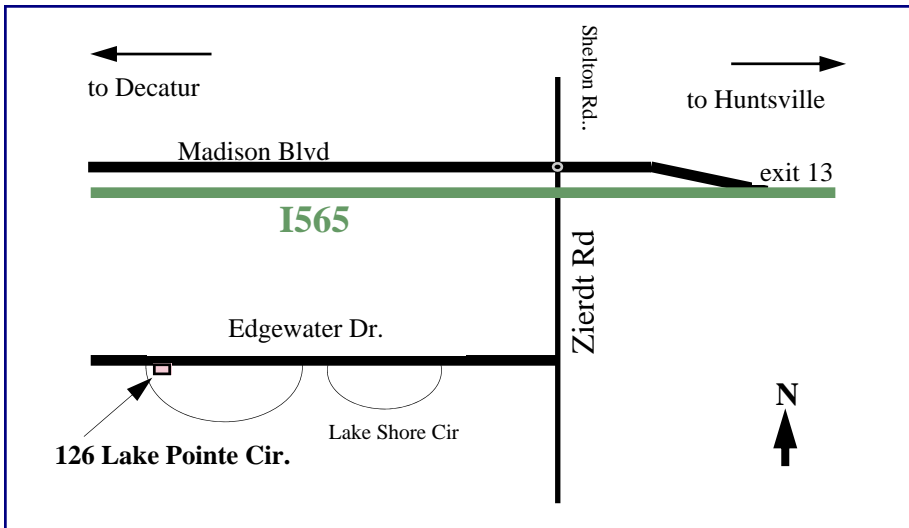 to Decatur
Shelton Rd..
to Huntsville
Madison Blvd
exit 13
I565
Zierdt Rd
Edgewater Dr.
Lake Shore Cir
N
126 Lake Pointe Cir.